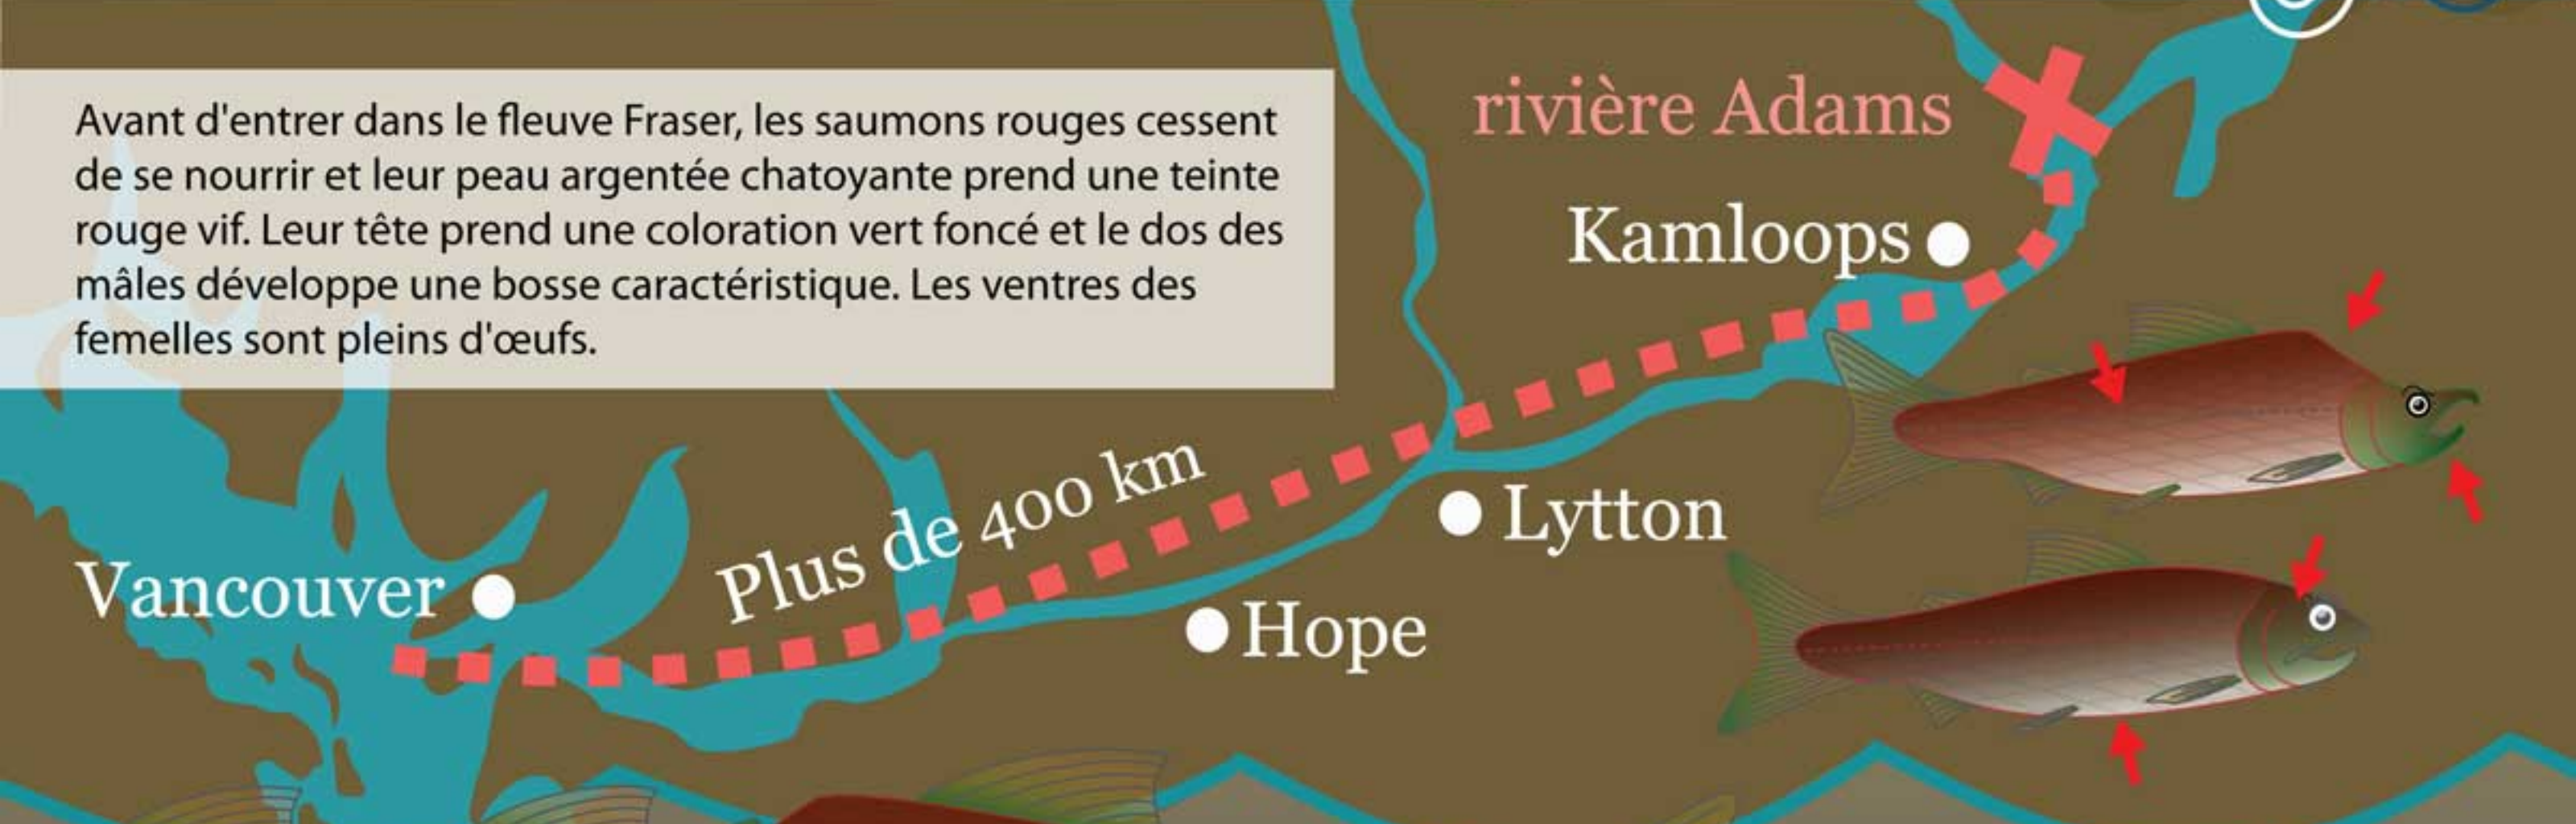 Avant d'entrer dans le fleuve Fraser, les saumons rouges cessent
de se nourrir et leur peau argentée chatoyante prend une teinte
rouge vif. Leur tête prend une coloration vert foncé et le dos des
mâles développe une bosse caractéristique. Les ventres des
femelles sont pleins d'œufs.
rivière Adams
Kamloops
Plus de 400 km
Lytton
Vancouver
Hope